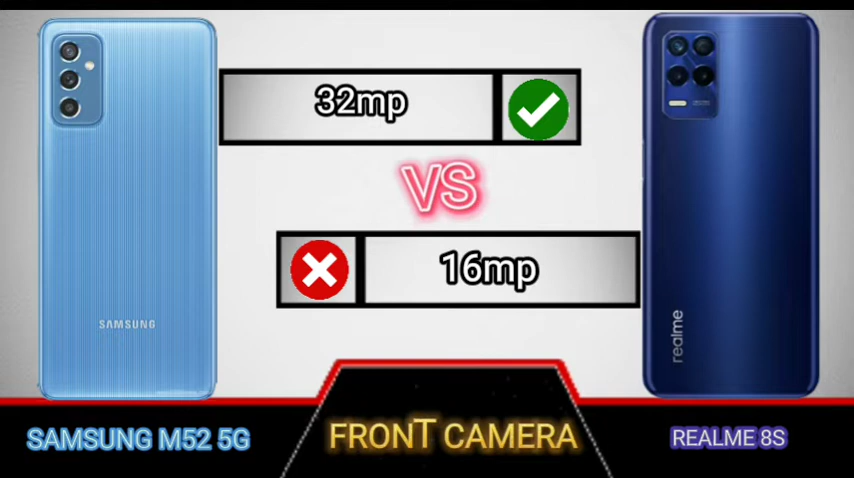 32mp
VS
16mp
SAMSUNG
realme
SAMSUNG M52 5G
FRONT CAMERA
REALME 8S